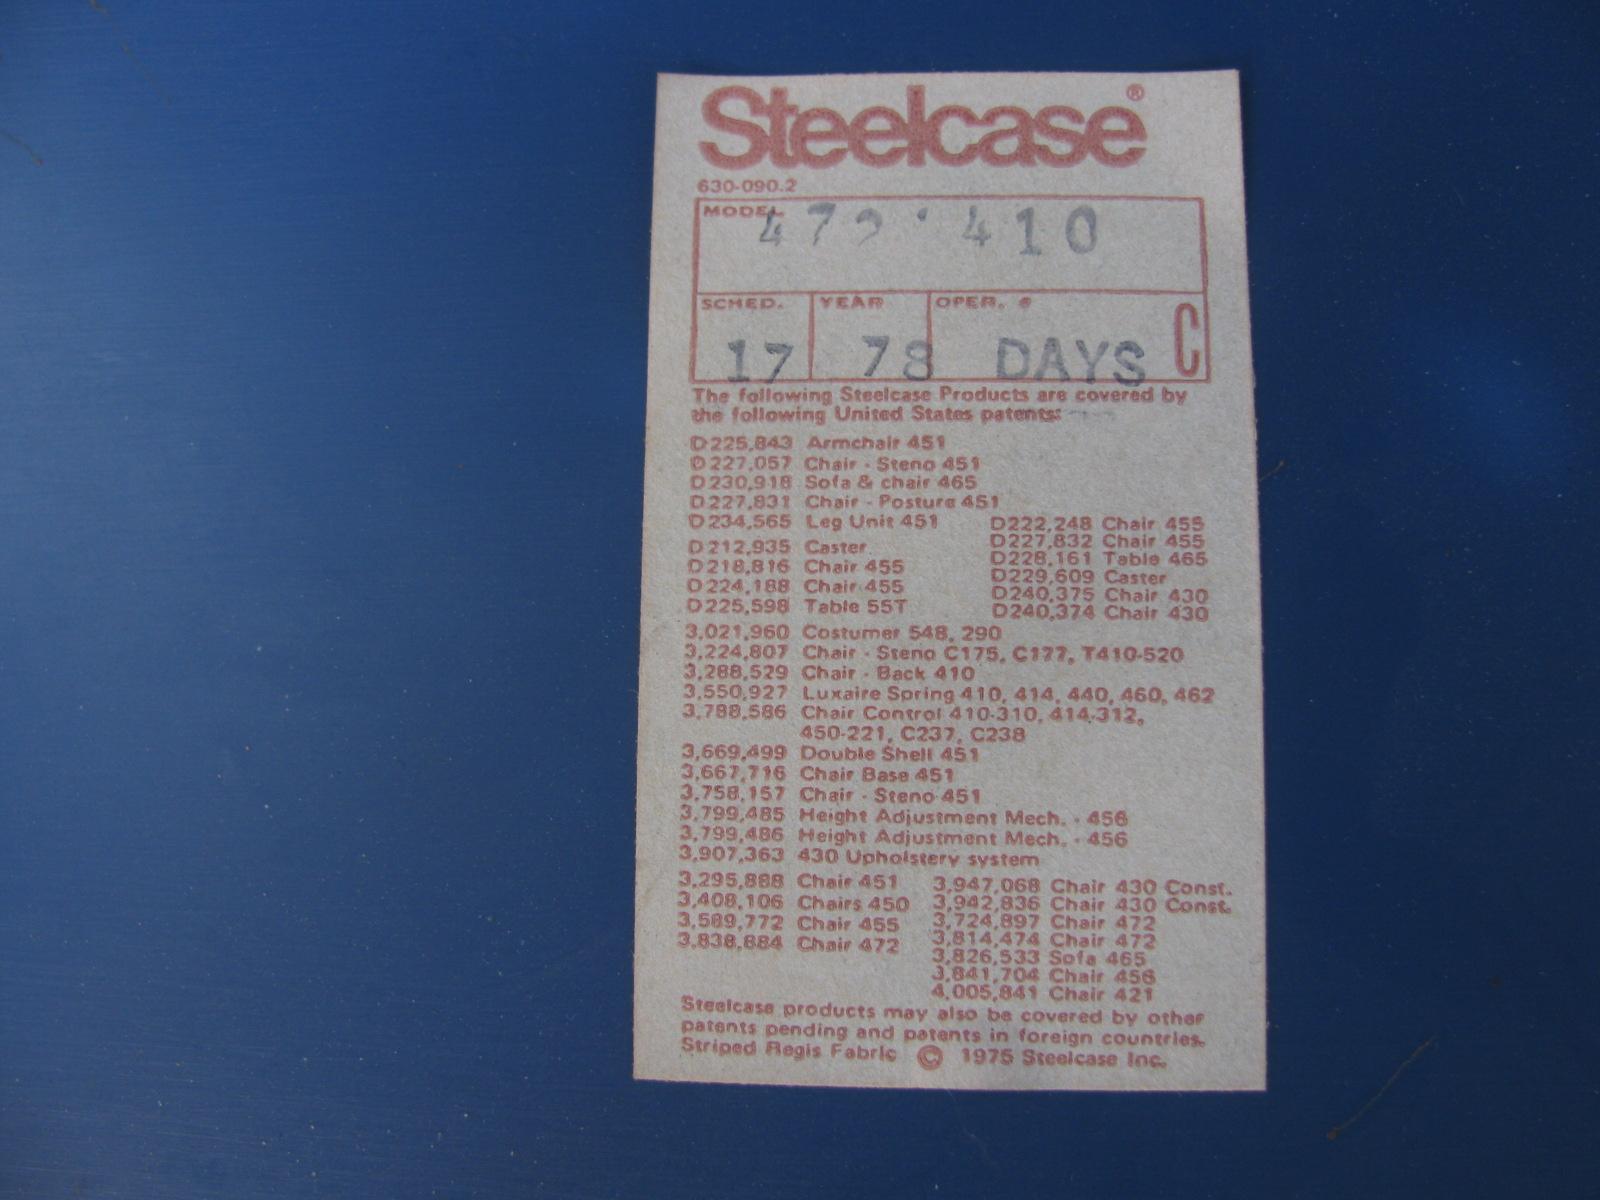 Steelcase®
630-090.2
MODEL
410
SCHED. YEAR OPER. #
17 78 DAYS C
The following Steelcase Products are covered by
the following United States patents:
D225,843 Armchair 451
D227,057 Chair - Steno 451
D230,918 Sofa & chair 465
D227,831 Chair - Posture 451
D234,565 Leg Unit 451
D212,935 Caster
D218,816 Chair 455
D224,188 Chair 455
D225,598 Table 55T
D222,248 Chair 455
D227,832 Chair 455
D228,161 Table 465
D229,609 Caster
D240,375 Chair 430
D240,374 Chair 430
3,021,960 Costumer 548, 290
3,224,807 Chair - Steno C175, C177, T410-520
3,288,529 Chair - Back 410
3,550,927 Luxaire Spring 410, 414, 440, 460, 462
3,788,586 Chair Control 410-310, 414-312,
450-221, C237, C238
3,669,499 Double Shell 451
3,667,716 Chair Base 451
3,758,157 Chair - Steno 451
3,799,485 Height Adjustment Mech. - 456
3,799,486 Height Adjustment Mech. - 456
3,907,363 430 Upholstery system
3,295,888 Chair 451
3,408,106 Chairs 450
3,589,772 Chair 455
3,838,884 Chair 472
3,947,068 Chair 430 Const.
3,942,836 Chair 430 Const.
3,724,897 Chair 472
3,814,474 Chair 472
3,826,533 Sofa 465
3,841,704 Chair 456
4,005,841 Chair 421
Steelcase products may also be covered by other
patents pending and patents in foreign countries.
Striped Regis Fabric © 1975 Steelcase Inc.